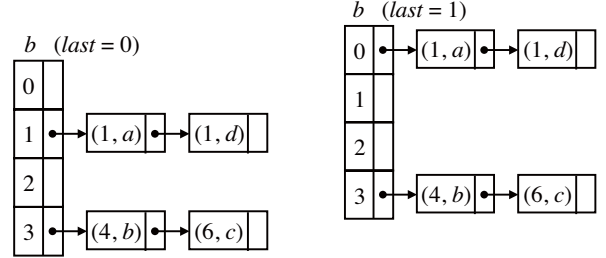 b (last = 0)
0
1 (1, a) (1, d)
2
3 (4, b) (6, c)
b (last = 1)
0 (1, a) (1, d)
1
2
3 (4, b) (6, c)